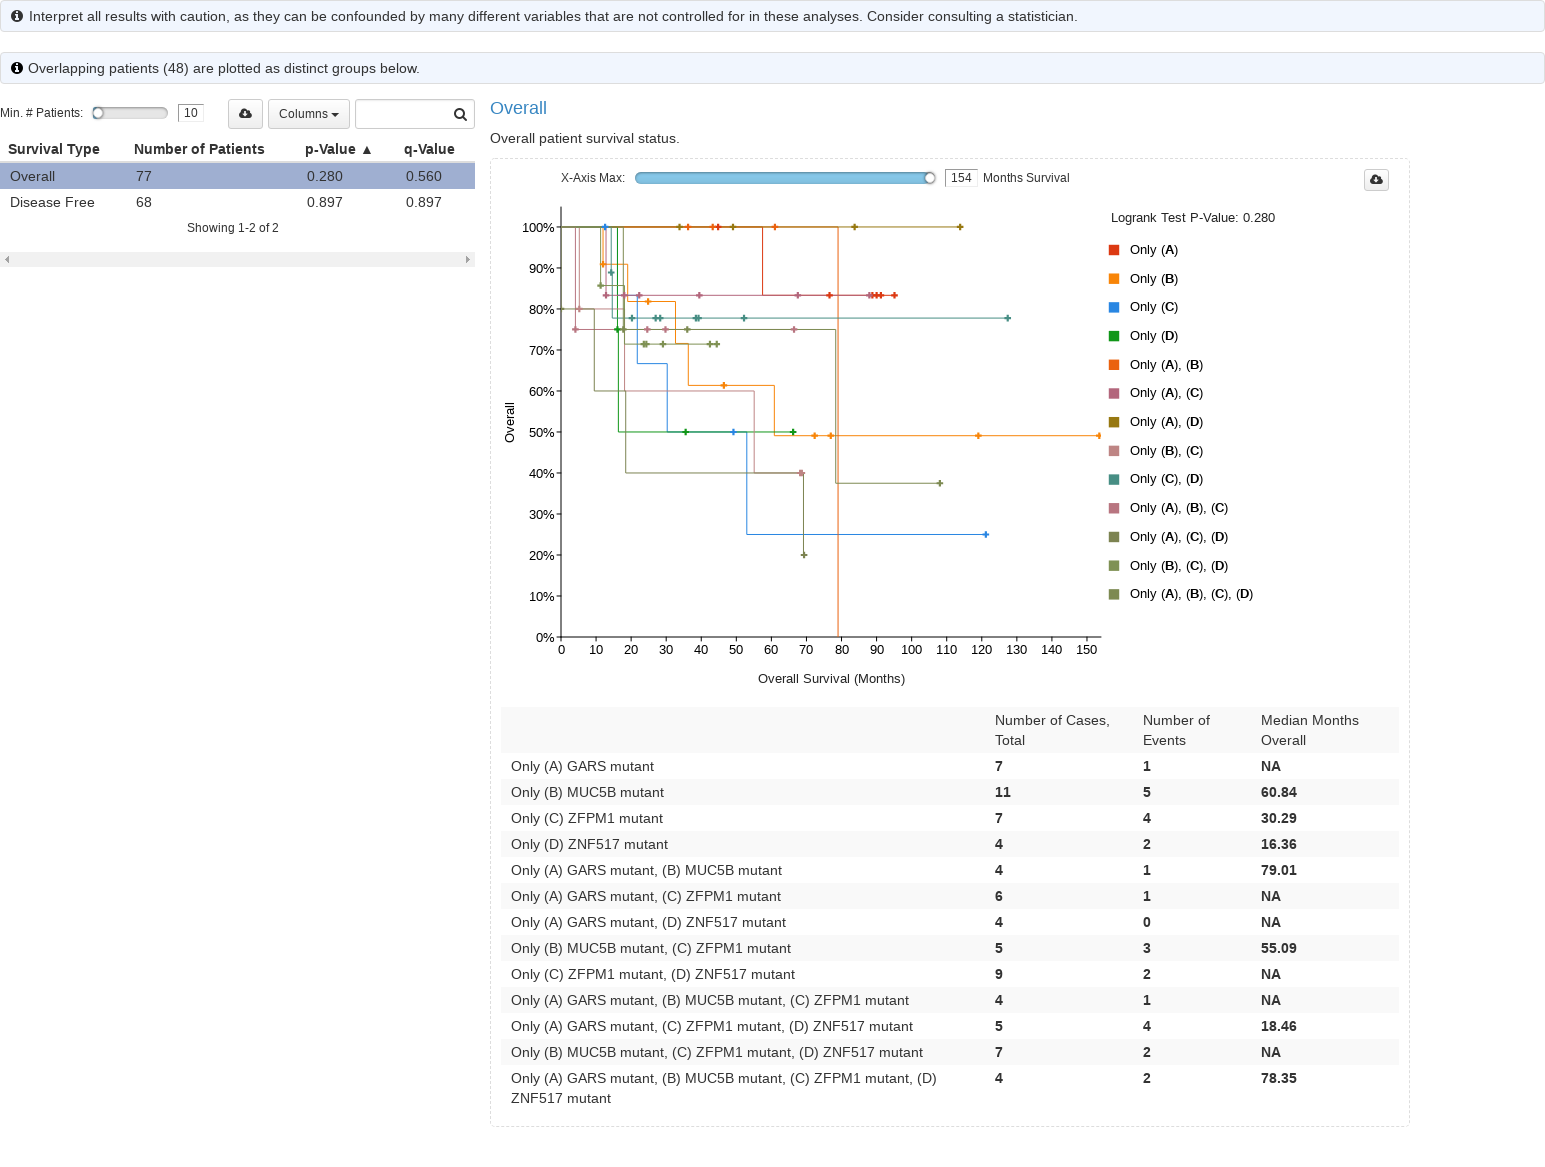 Interpret all results with caution, as they can be confounded by many different variables that are not controlled for in these analyses. Consider consulting a statistician.
Overlapping patients (48) are plotted as distinct groups below.
Min. # Patients: 10 Columns
Survival Type Number of Patients p-Value ▲ q-Value
Overall 77 0.280 0.560
Disease Free 68 0.897 0.897
Showing 1-2 of 2
Overall
Overall patient survival status.
X-Axis Max: 154 Months Survival
Logrank Test P-Value: 0.280
Only (A)
Only (B)
Only (C)
Only (D)
Only (A), (B)
Only (A), (C)
Only (A), (D)
Only (B), (C)
Only (C), (D)
Only (A), (B), (C)
Only (A), (C), (D)
Only (B), (C), (D)
Only (A), (B), (C), (D)
Overall
100%
90%
80%
70%
60%
50%
40%
30%
20%
10%
0%
0 10 20 30 40 50 60 70 80 90 100 110 120 130 140 150
Overall Survival (Months)
Number of Cases, Number of Median Months
Total Events Overall
Only (A) GARS mutant 7 1 NA
Only (B) MUC5B mutant 11 5 60.84
Only (C) ZFPM1 mutant 7 4 30.29
Only (D) ZNF517 mutant 4 2 16.36
Only (A) GARS mutant, (B) MUC5B mutant 4 1 79.01
Only (A) GARS mutant, (C) ZFPM1 mutant 6 1 NA
Only (A) GARS mutant, (D) ZNF517 mutant 4 0 NA
Only (B) MUC5B mutant, (C) ZFPM1 mutant 5 3 55.09
Only (C) ZFPM1 mutant, (D) ZNF517 mutant 9 2 NA
Only (A) GARS mutant, (B) MUC5B mutant, (C) ZFPM1 mutant 4 1 NA
Only (A) GARS mutant, (C) ZFPM1 mutant, (D) ZNF517 mutant 5 4 18.46
Only (B) MUC5B mutant, (C) ZFPM1 mutant, (D) ZNF517 mutant 7 2 NA
Only (A) GARS mutant, (B) MUC5B mutant, (C) ZFPM1 mutant, (D) 4 2 78.35
ZNF517 mutant